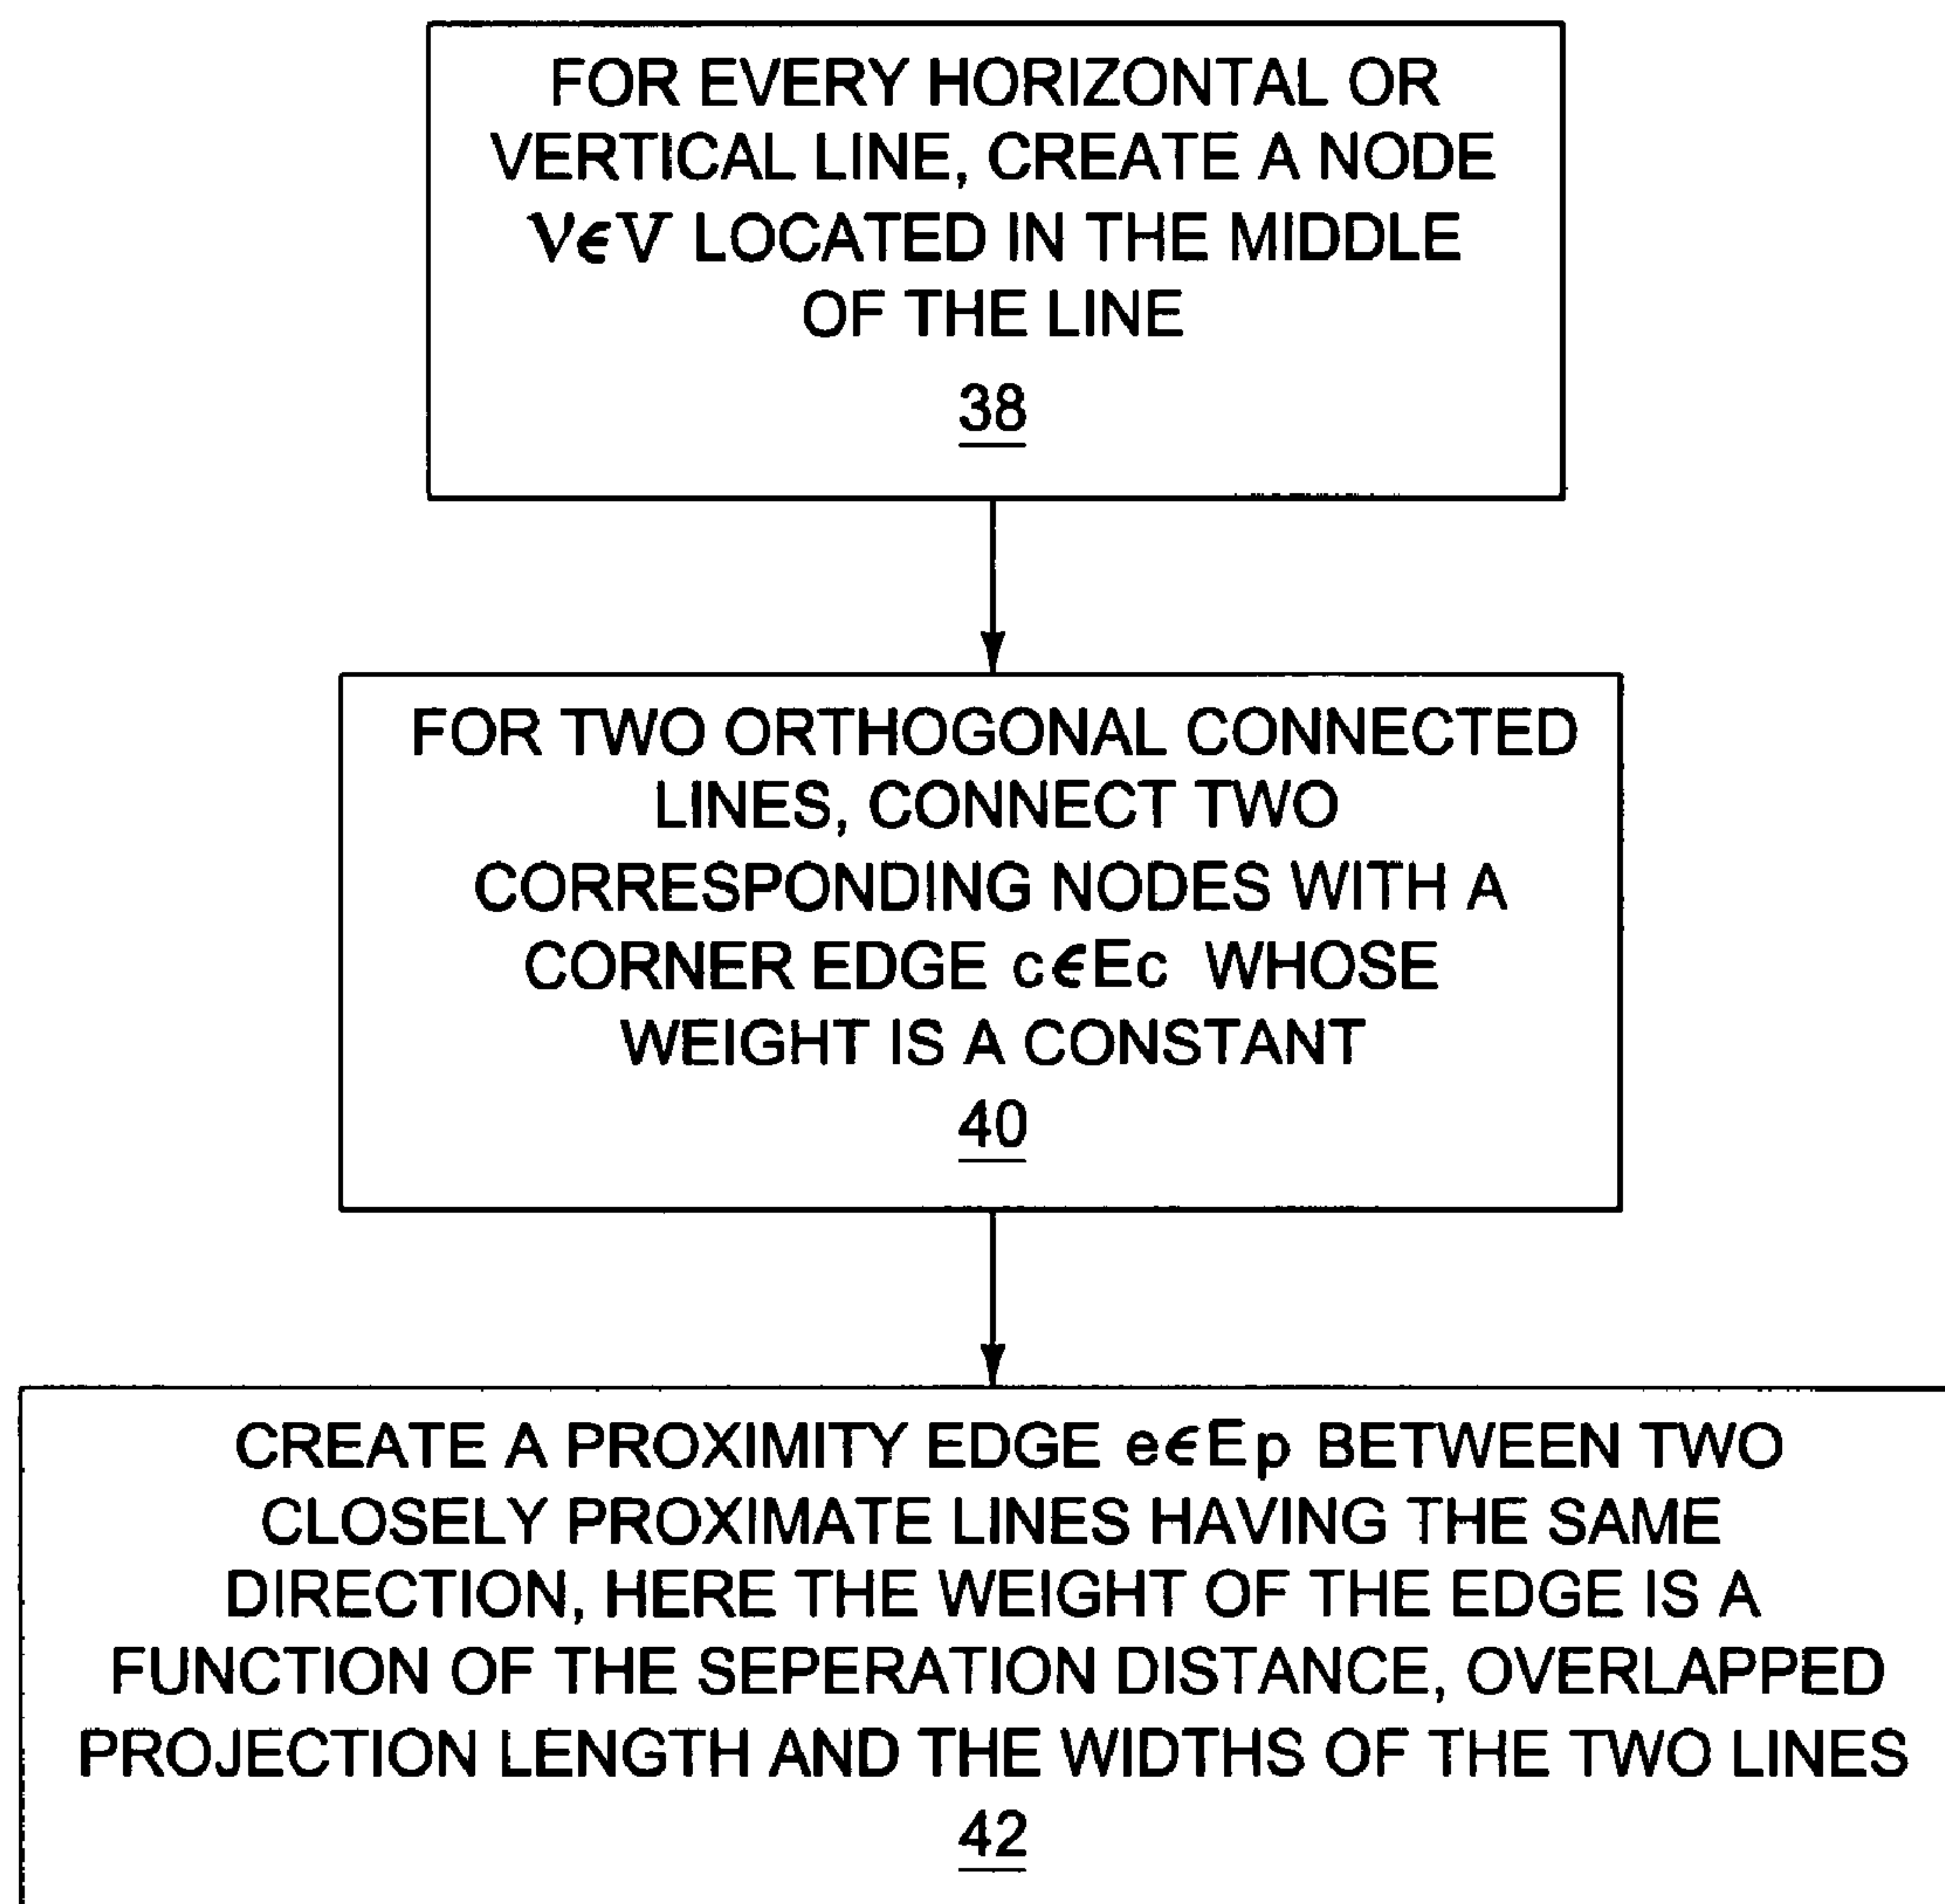 FOR EVERY HORIZONTAL OR
VERTICAL LINE, CREATE A NODE
VϵV LOCATED IN THE MIDDLE
OF THE LINE
38
FOR TWO ORTHOGONAL CONNECTED
LINES, CONNECT TWO
CORRESPONDING NODES WITH A
CORNER EDGE cϵEc WHOSE
WEIGHT IS A CONSTANT
40
CREATE A PROXIMITY EDGE eϵEp BETWEEN TWO
CLOSELY PROXIMATE LINES HAVING THE SAME
DIRECTION, HERE THE WEIGHT OF THE EDGE IS A
FUNCTION OF THE SEPERATION DISTANCE, OVERLAPPED
PROJECTION LENGTH AND THE WIDTHS OF THE TWO LINES
42